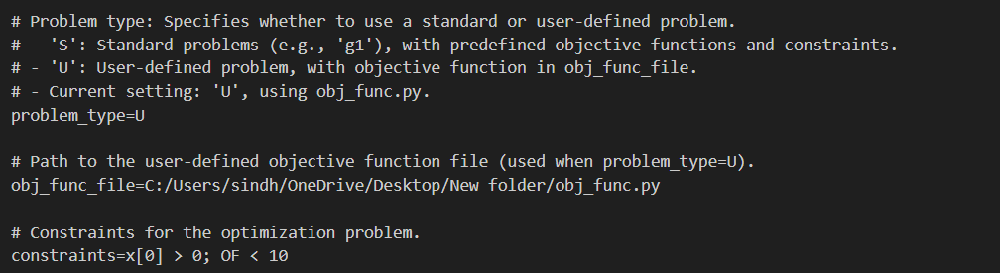 # Problem type: Specifies whether to use a standard or user-defined problem.
# - 'S': Standard problems (e.g., 'g1'), with predefined objective functions and constraints.
# - 'U': User-defined problem, with objective function in obj_func_file.
# - Current setting: 'U', using obj_func.py.
problem_type=U
# Path to the user-defined objective function file (used when problem_type=U).
obj_func_file=C:/Users/sindh/OneDrive/Desktop/New folder/obj_func.py
# Constraints for the optimization problem.
constraints=x[0] > 0; OF < 10